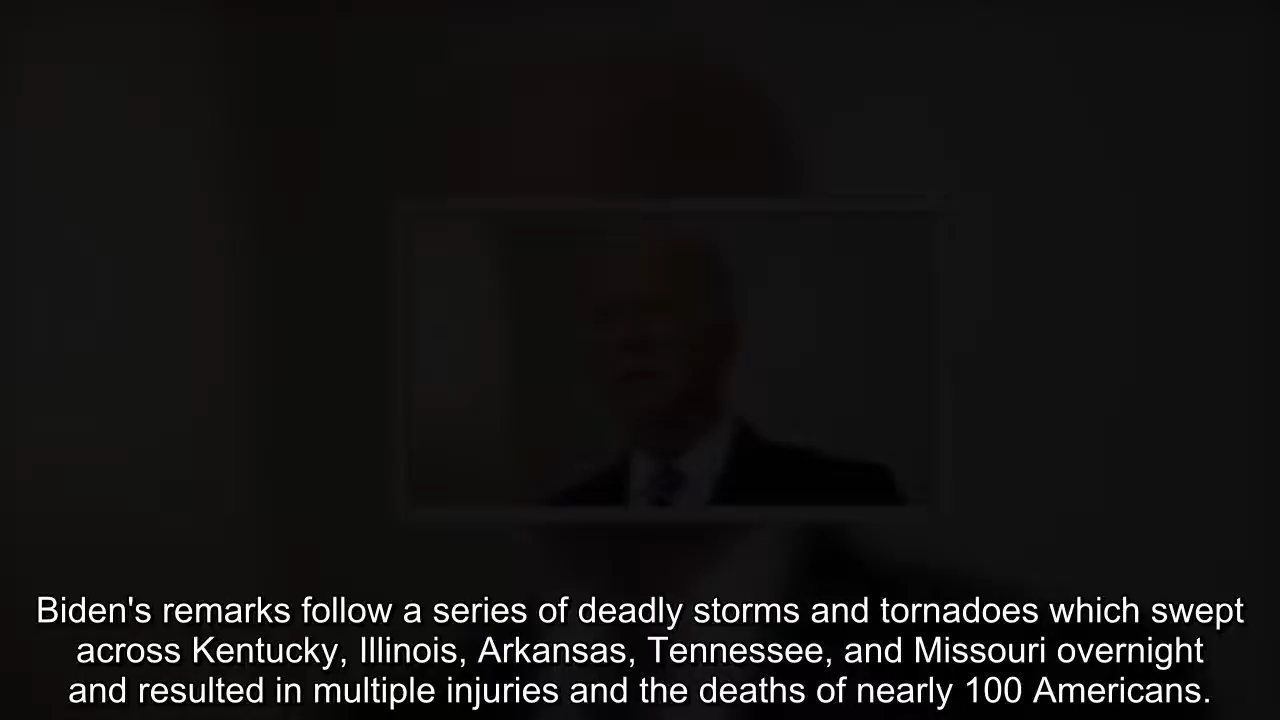 Biden's remarks follow a series of deadly storms and tornadoes which swept
across Kentucky, Illinois, Arkansas, Tennessee, and Missouri overnight
and resulted in multiple injuries and the deaths of nearly 100 Americans.